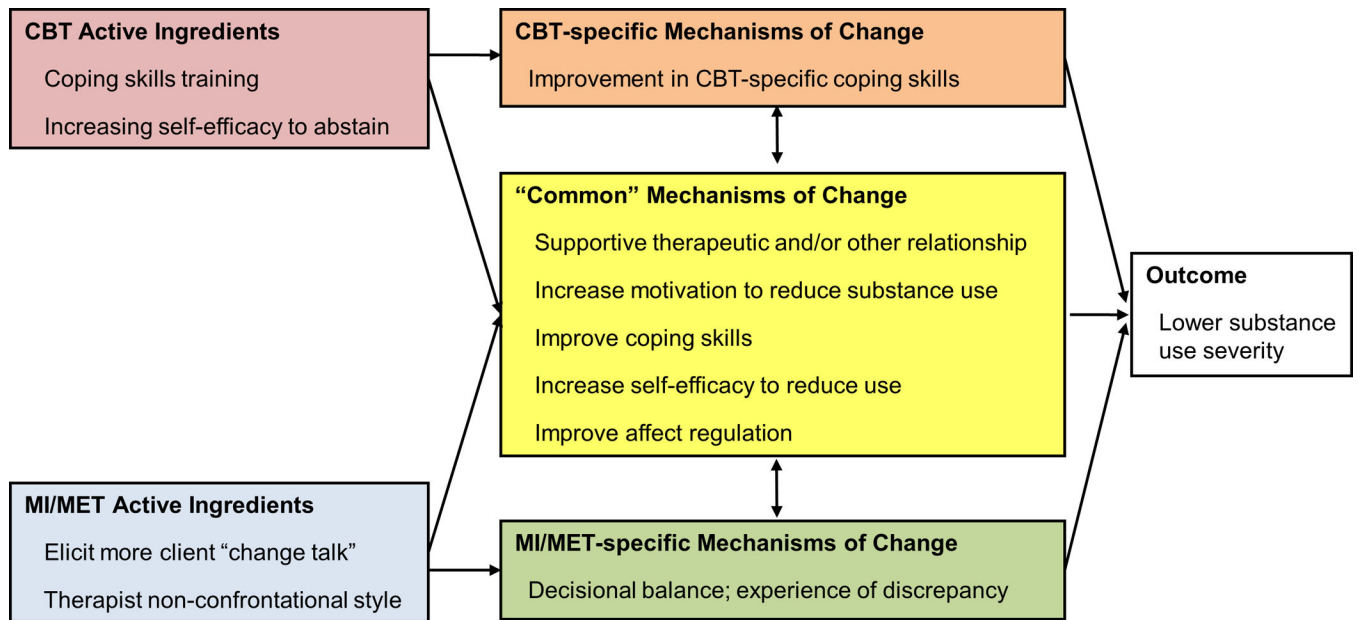 CBT Active Ingredients
Coping skills training
Increasing self-efficacy to abstain
CBT-specific Mechanisms of Change
Improvement in CBT-specific coping skills
“Common” Mechanisms of Change
Supportive therapeutic and/or other relationship
Increase motivation to reduce substance use
Improve coping skills
Increase self-efficacy to reduce use
Improve affect regulation
Outcome
Lower substance
use severity
MI/MET Active Ingredients
Elicit more client “change talk”
Therapist non-confrontational style
MI/MET-specific Mechanisms of Change
Decisional balance; experience of discrepancy